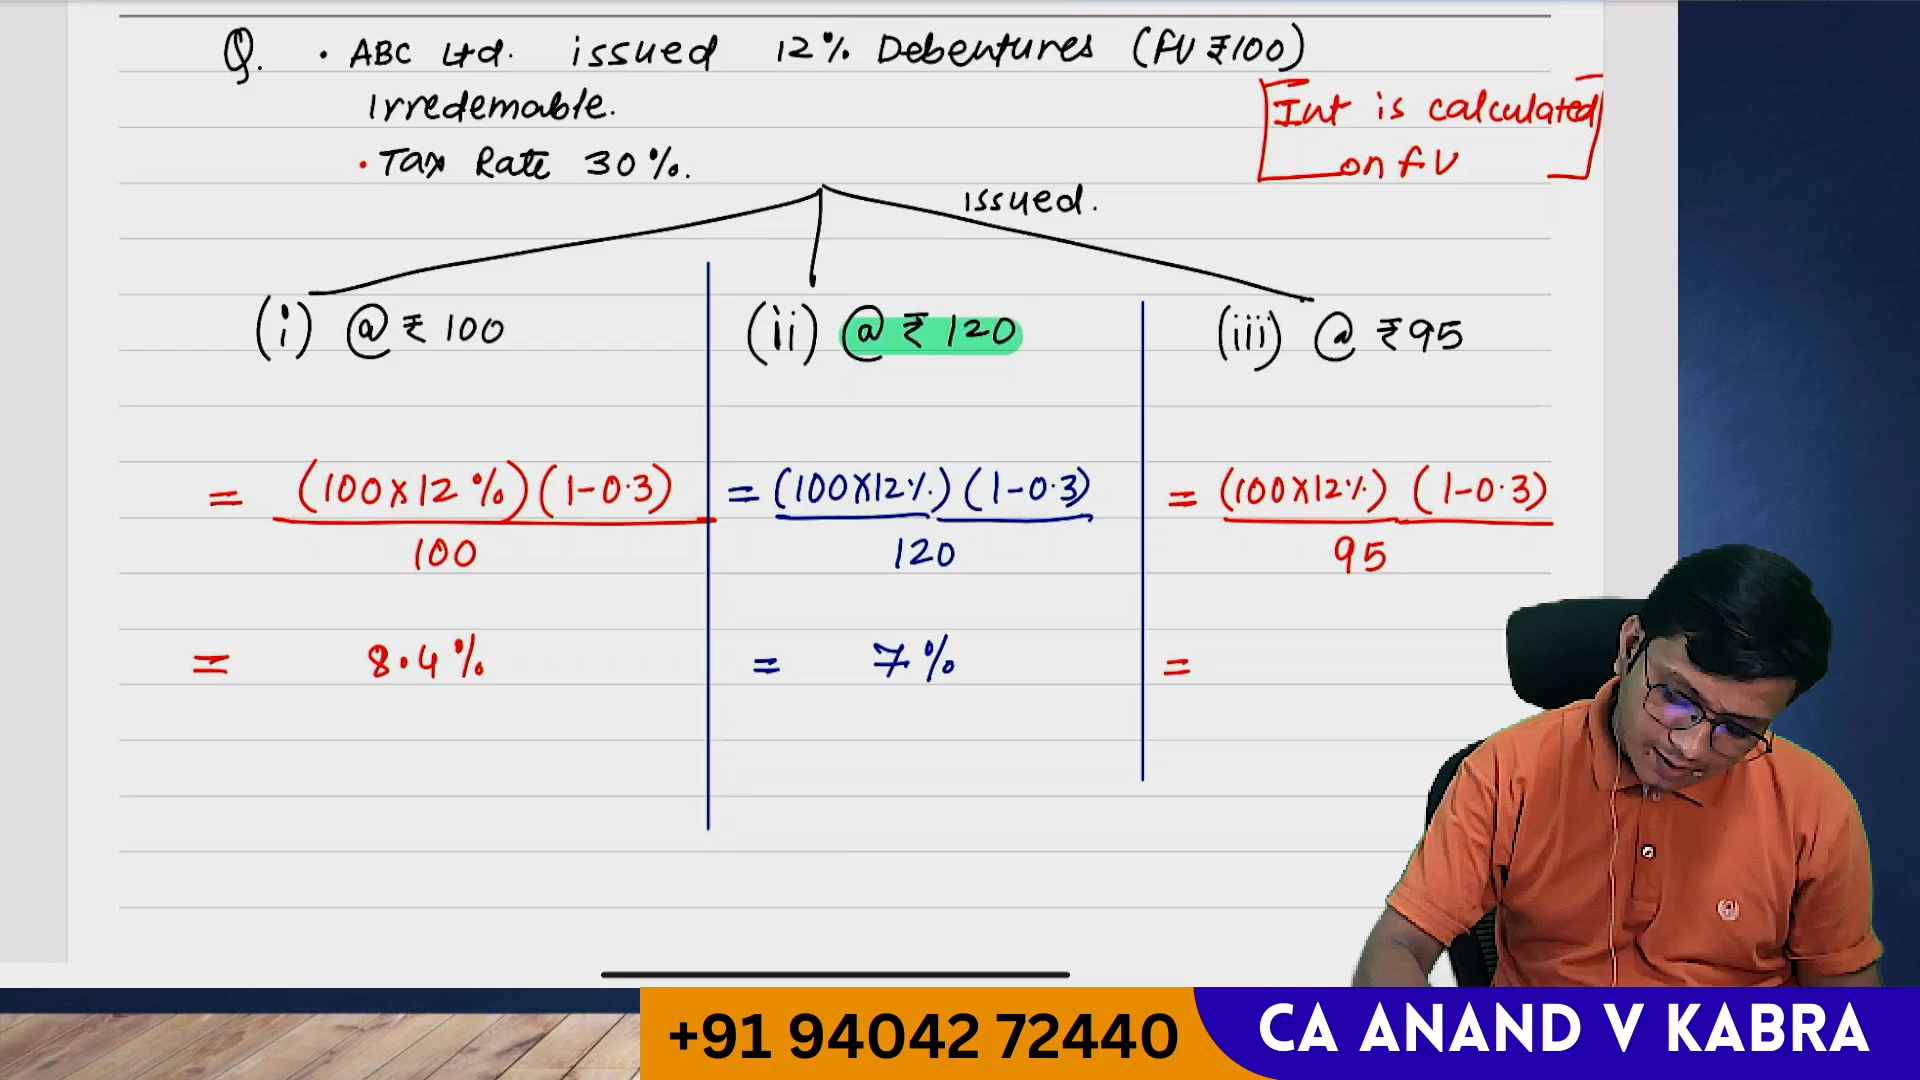 Q. • ABC Ltd. issued 12% Debentures (FV ₹100)
Irredemable.
• Tax Rate 30%.
Int is calculated
on FV
issued.
(i) @ ₹ 100
(ii) @ ₹ 120
(iii) @ ₹95
= (100×12%)(1-0.3)
100
= (100×12%)(1-0.3)
120
= (100×12%) (1-0.3)
95
= 8.4%
= 7%
=
+91 94042 72440
CA ANAND V KABRA